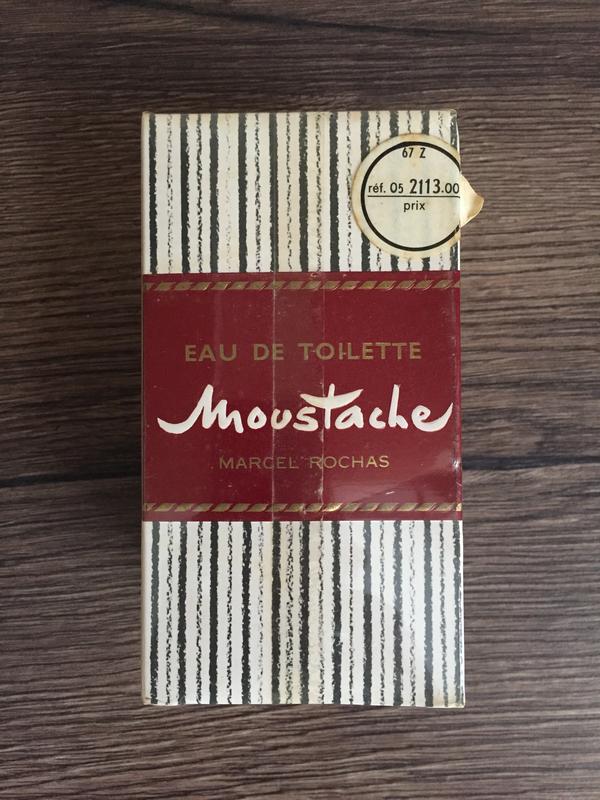 67 Z
réf. 05 2113.00
prix
EAU DE TOILETTE
Moustache
MARCEL ROCHAS